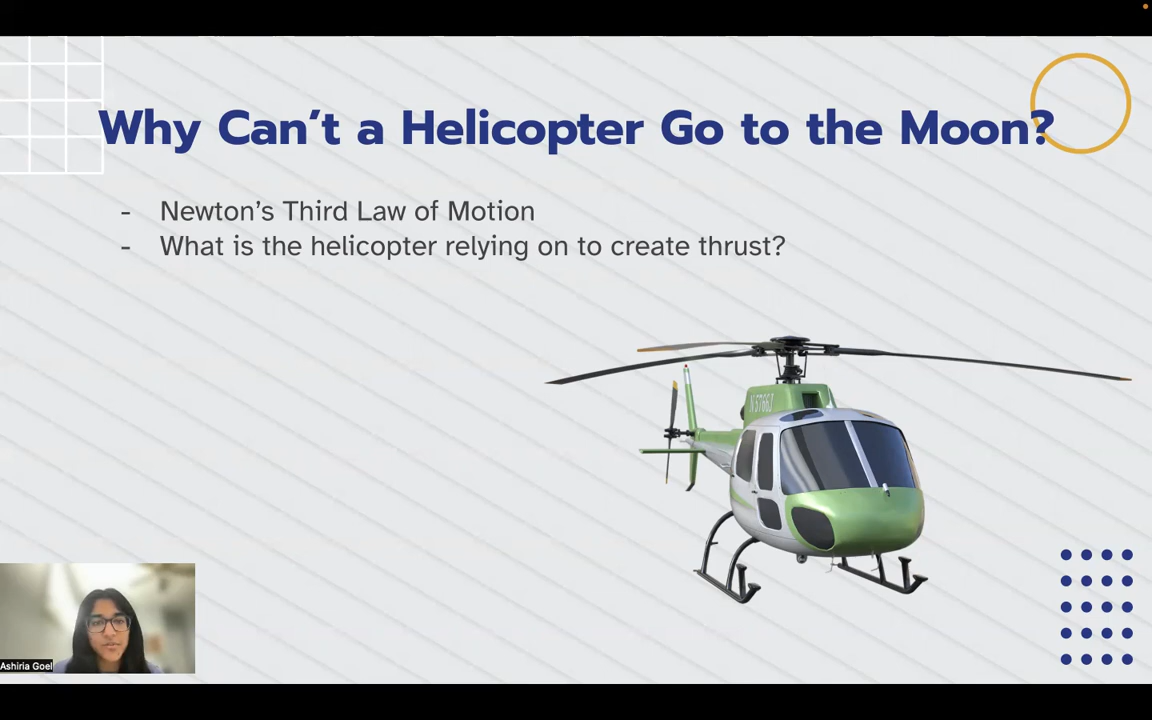 Why Can't a Helicopter Go to the Moon?
- Newton's Third Law of Motion
- What is the helicopter relying on to create thrust?
Ashiria Goel